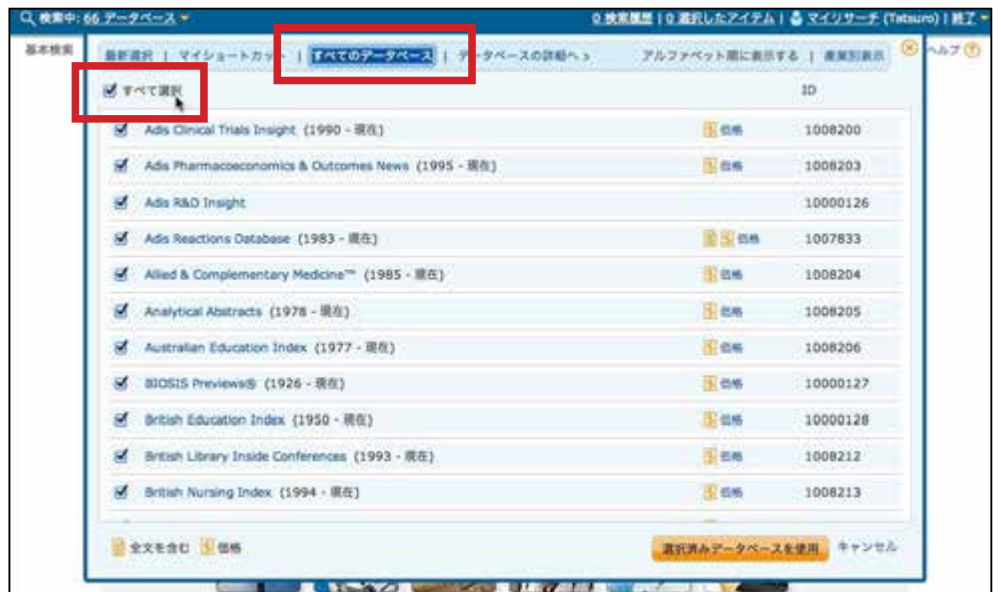 検索中: 66 データベース 0 検索履歴 | 0 選択したアイテム | マイリサーチ (Tatsuro) | 終了
基本検索 最新選択 | マイショートカット | すべてのデータベース | データベースの詳細へ » アルファベット順に表示する | 産業別表示 ヘルプ
すべて選択 ID
Adis Clinical Trials Insight (1990 - 現在) 価格 1008200
Adis Pharmacoeconomics & Outcomes News (1995 - 現在) 価格 1008203
Adis R&D Insight 10000126
Adis Reactions Database (1983 - 現在) 価格 1007833
Allied & Complementary Medicine™ (1985 - 現在) 価格 1008204
Analytical Abstracts (1978 - 現在) 価格 1008205
Australian Education Index (1977 - 現在) 価格 1008206
BIOSIS Previews® (1926 - 現在) 価格 10000127
British Education Index (1950 - 現在) 価格 10000128
British Library Inside Conferences (1993 - 現在) 価格 1008212
British Nursing Index (1994 - 現在) 価格 1008213
全文を含む 価格 選択済みデータベースを使用 キャンセル